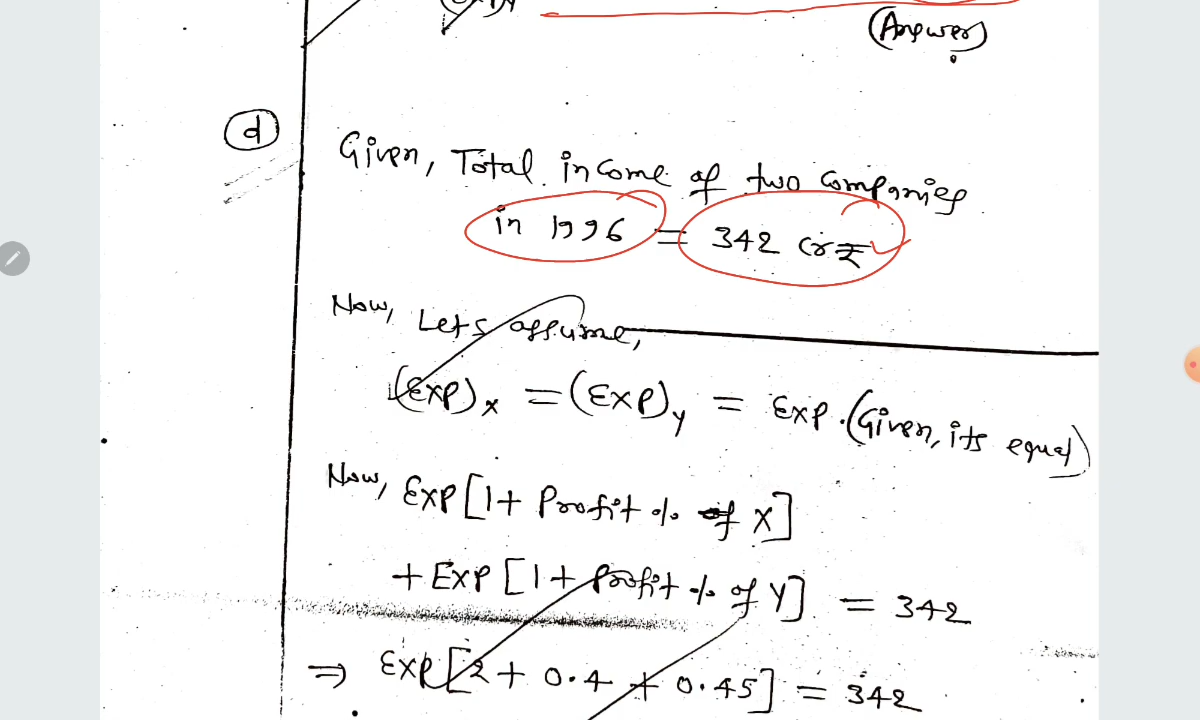 (Answer)
(d)
Given, Total income of two companies
in 1996 = 342 cr ₹
Now, Lets assume,
(Exp)x = (Exp)y = Exp. (Given, its equal)
Now, Exp [1 + Profit % of X]
+ Exp [1 + Profit % of Y] = 342
⇒ Exp [2 + 0.4 + 0.45] = 342